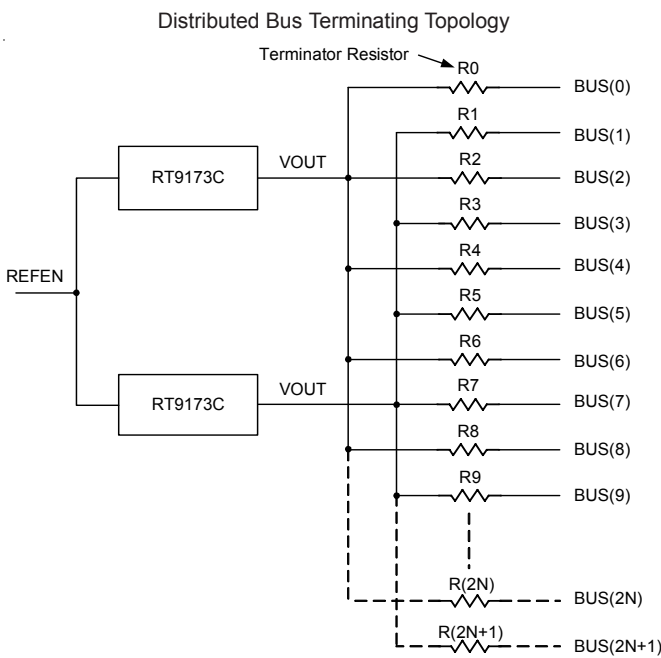 Distributed Bus Terminating Topology
Terminator Resistor
R0
BUS(0)
R1
BUS(1)
RT9173C
VOUT
R2
BUS(2)
R3
BUS(3)
R4
BUS(4)
REFEN
R5
BUS(5)
R6
BUS(6)
RT9173C
VOUT
R7
BUS(7)
R8
BUS(8)
R9
BUS(9)
R(2N)
BUS(2N)
R(2N+1)
BUS(2N+1)